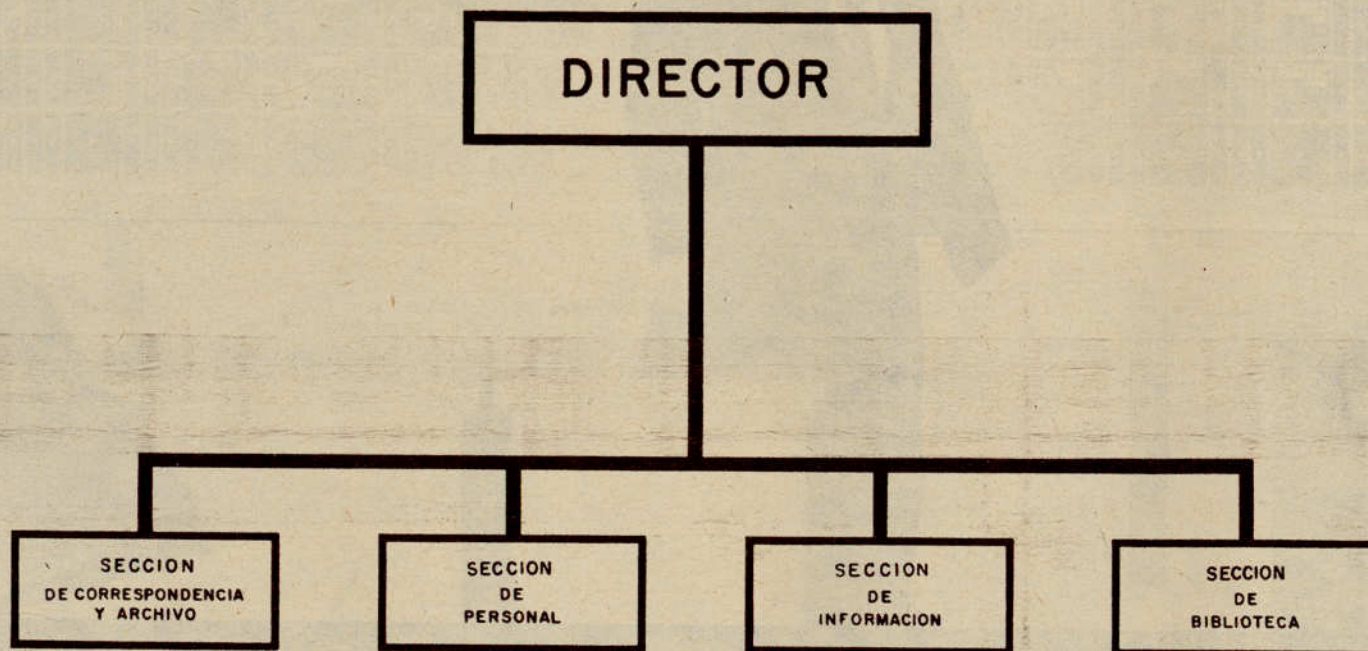 DIRECTOR
SECCION
DE CORRESPONDENCIA
Y ARCHIVO
SECCION
DE
PERSONAL
SECCION
DE
INFORMACION
SECCION
DE
BIBLIOTECA